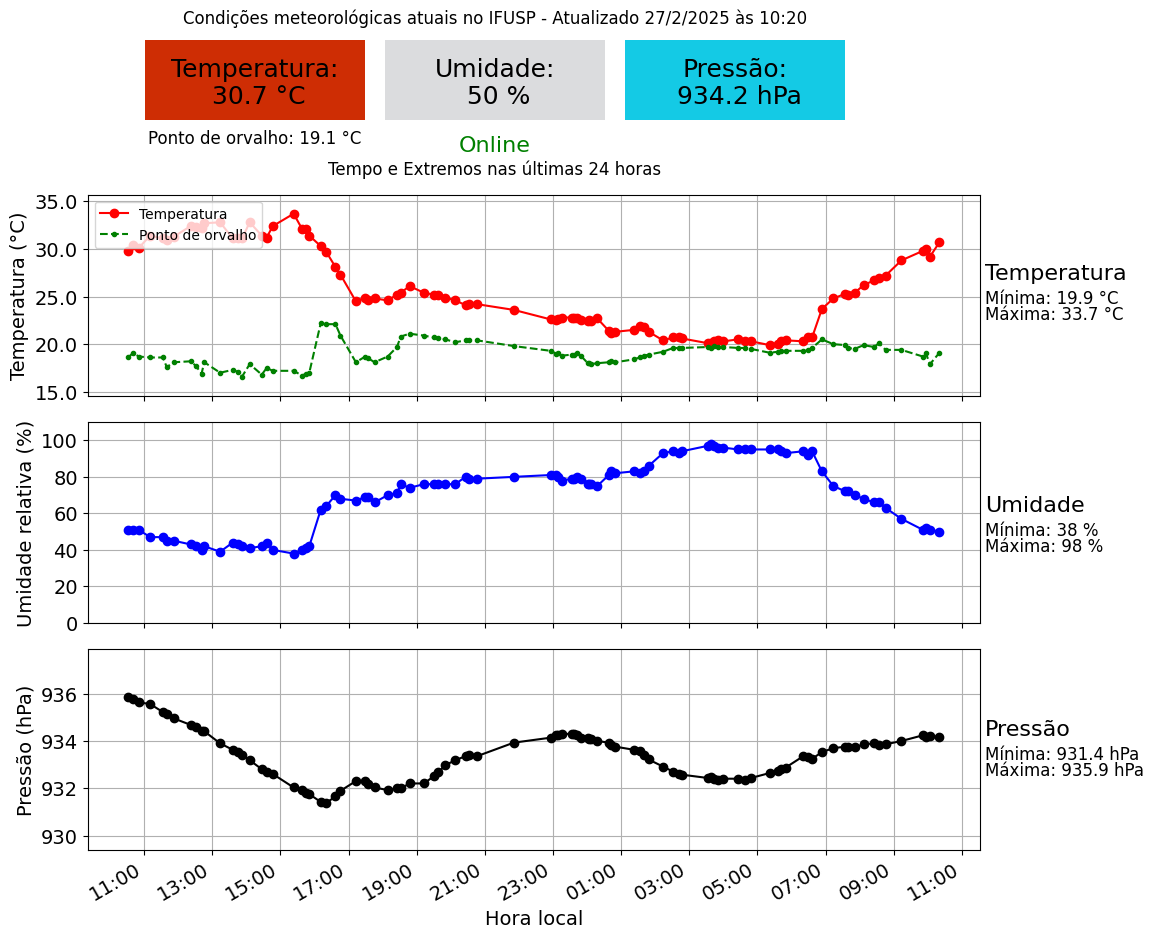 Condições meteorológicas atuais no IFUSP - Atualizado 27/2/2025 às 10:20
Temperatura:
30.7 °C
Umidade:
50 %
Pressão:
934.2 hPa
Ponto de orvalho: 19.1 °C
Online
Tempo e Extremos nas últimas 24 horas
Temperatura (°C)
35.0
30.0
25.0
20.0
15.0
Temperatura
Ponto de orvalho
Temperatura
Mínima: 19.9 °C
Máxima: 33.7 °C
Umidade relativa (%)
100
80
60
40
20
0
Umidade
Mínima: 38 %
Máxima: 98 %
Pressão (hPa)
936
934
932
930
Pressão
Mínima: 931.4 hPa
Máxima: 935.9 hPa
11:00
13:00
15:00
17:00
19:00
21:00
23:00
01:00
03:00
05:00
07:00
09:00
11:00
Hora local